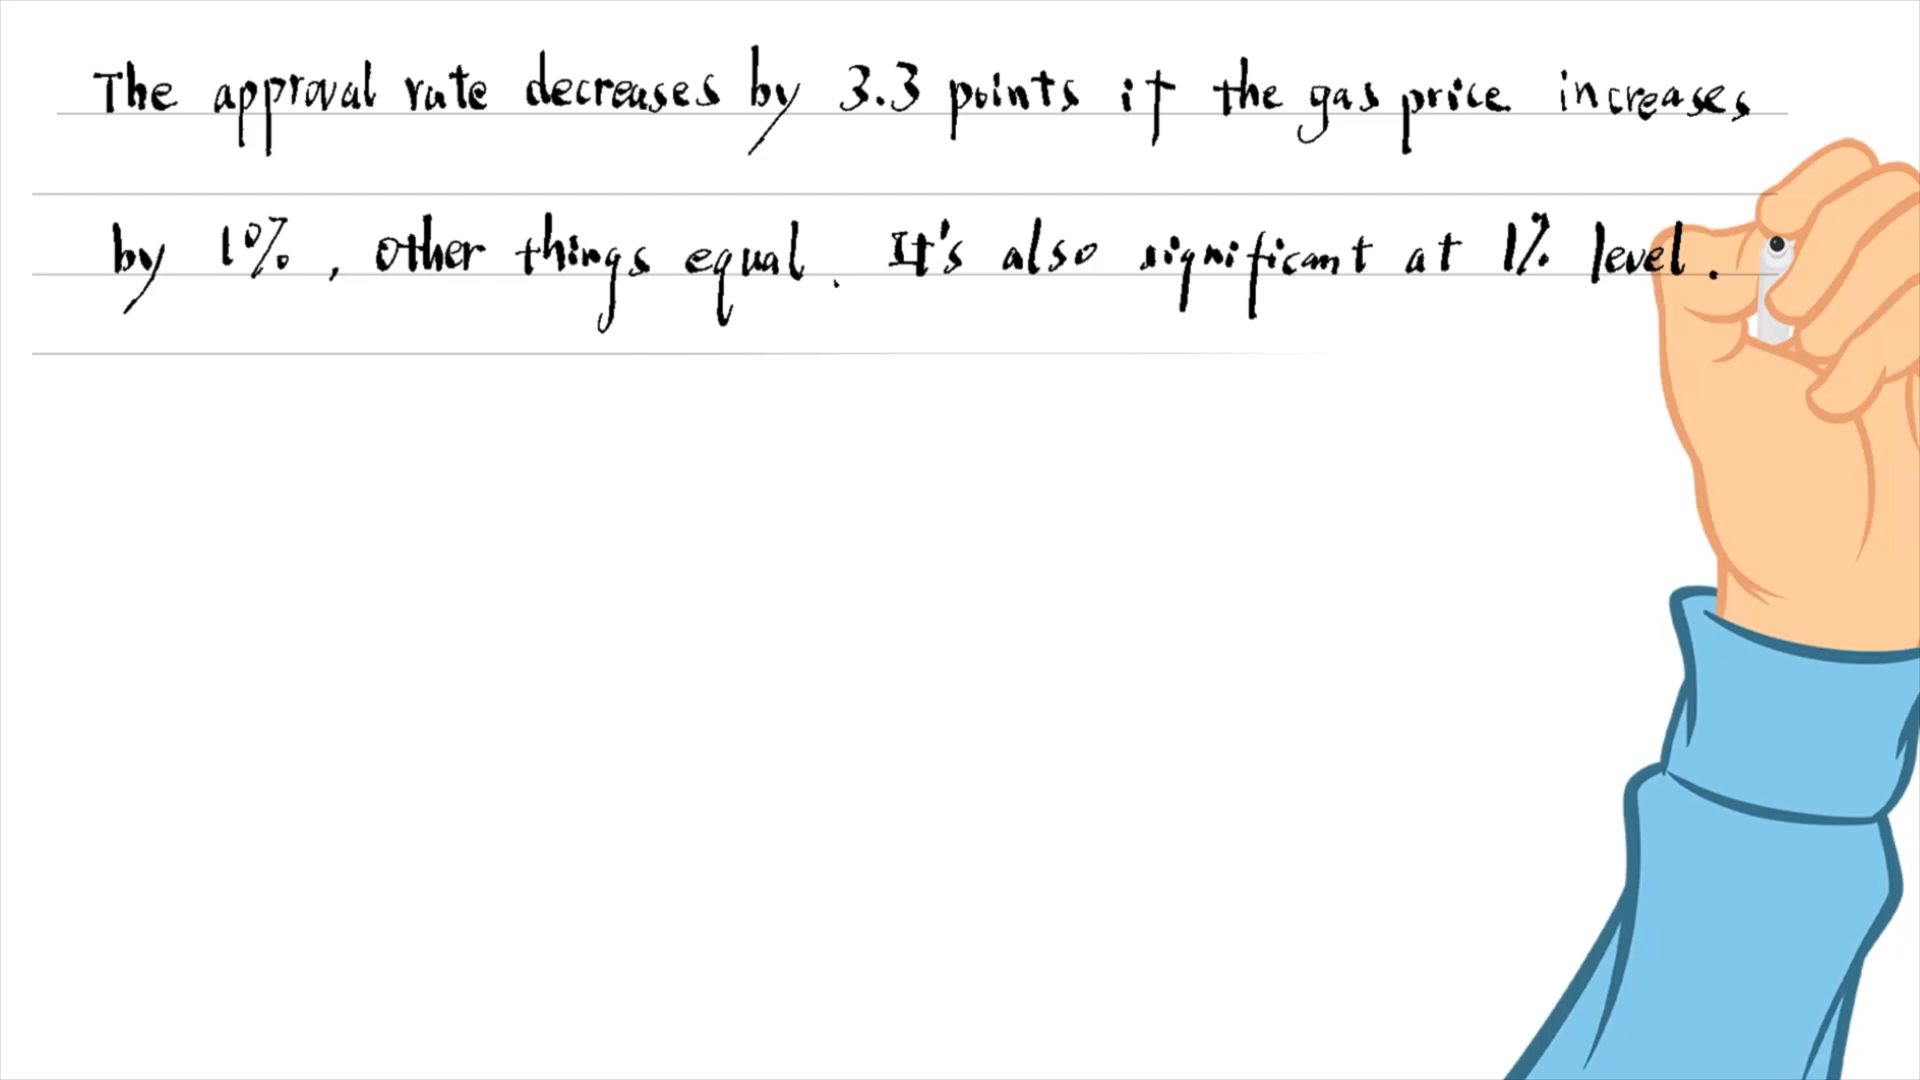 The approval rate decreases by 3.3 points if the gas price increases
by 10%, other things equal. It's also significant at 1% level.